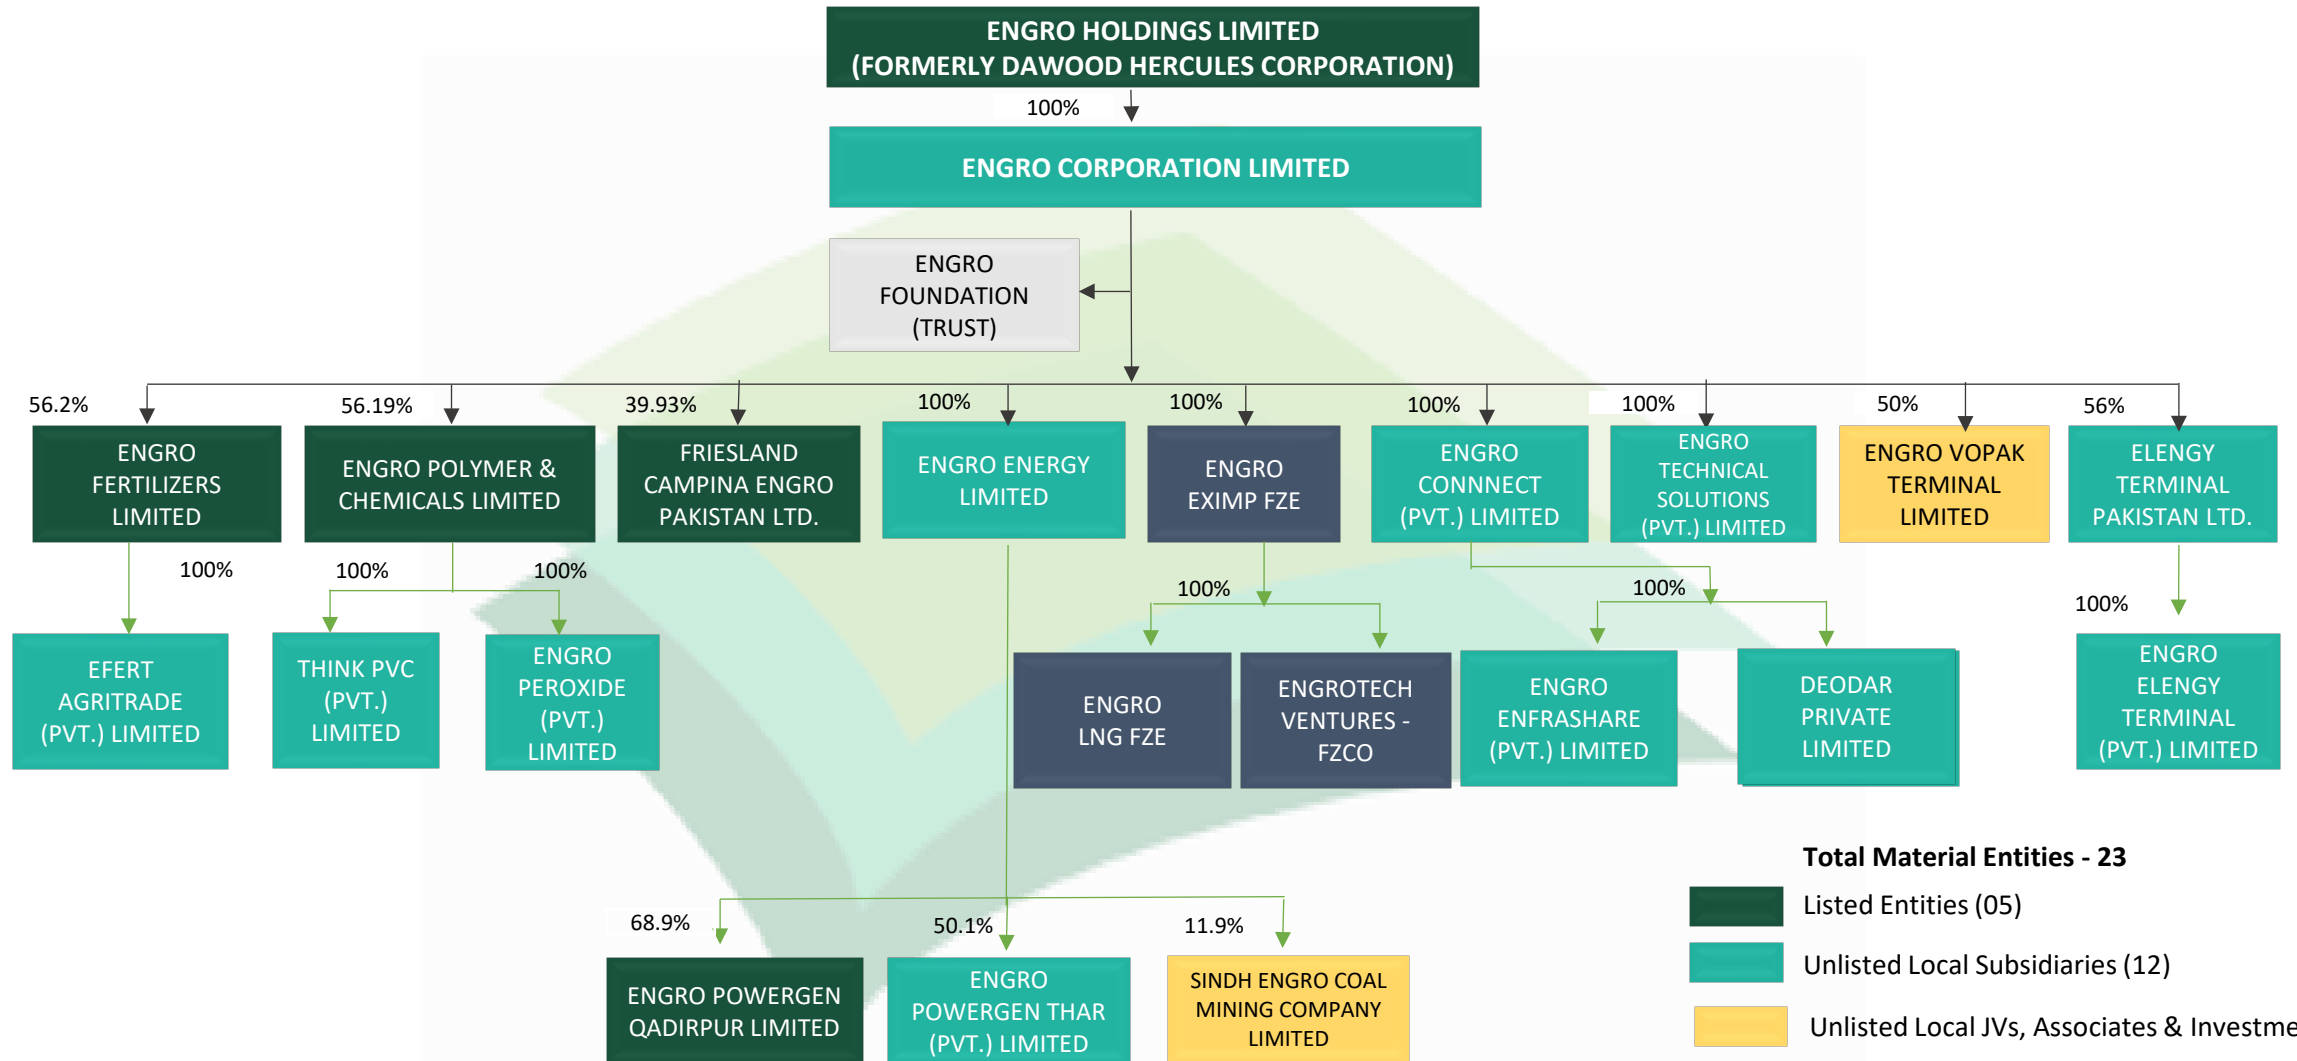 ENGRO HOLDINGS LIMITED
(FORMERLY DAWOOD HERCULES CORPORATION)
100%
ENGRO CORPORATION LIMITED
ENGRO
FOUNDATION
(TRUST)
56.2%
56.19%
39.93%
100%
100%
100%
100%
50%
56%
ENGRO
FERTILIZERS
LIMITED
ENGRO POLYMER &
CHEMICALS LIMITED
FRIESLAND
CAMPINA ENGRO
PAKISTAN LTD.
ENGRO ENERGY
LIMITED
ENGRO
EXIMP FZE
ENGRO
CONNNECT
(PVT.) LIMITED
ENGRO
TECHNICAL
SOLUTIONS
(PVT.) LIMITED
ENGRO VOPAK
TERMINAL
LIMITED
ELENGY
TERMINAL
PAKISTAN LTD.
100%
100%
100%
100%
100%
100%
EFERT
AGRITRADE
(PVT.) LIMITED
THINK PVC
(PVT.)
LIMITED
ENGRO
PEROXIDE
(PVT.)
LIMITED
ENGRO
LNG FZE
ENGROTECH
VENTURES -
FZCO
ENGRO
ENFRASHARE
(PVT.) LIMITED
DEODAR
PRIVATE
LIMITED
ENGRO
ELENGY
TERMINAL
(PVT.) LIMITED
68.9%
50.1%
11.9%
ENGRO POWERGEN
QADIRPUR LIMITED
ENGRO
POWERGEN THAR
(PVT.) LIMITED
SINDH ENGRO COAL
MINING COMPANY
LIMITED
Total Material Entities - 23
Listed Entities (05)
Unlisted Local Subsidiaries (12)
Unlisted Local JVs, Associates & Investme